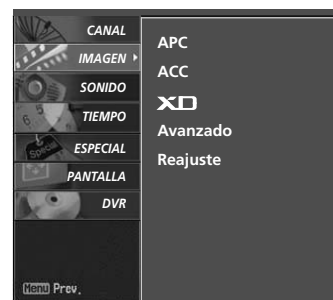 CANAL
IMAGEN
SONIDO
TIEMPO
ESPECIAL
PANTALLA
DVR
APC
ACC
XD
Avanzado
Reajuste
Menu Prev.